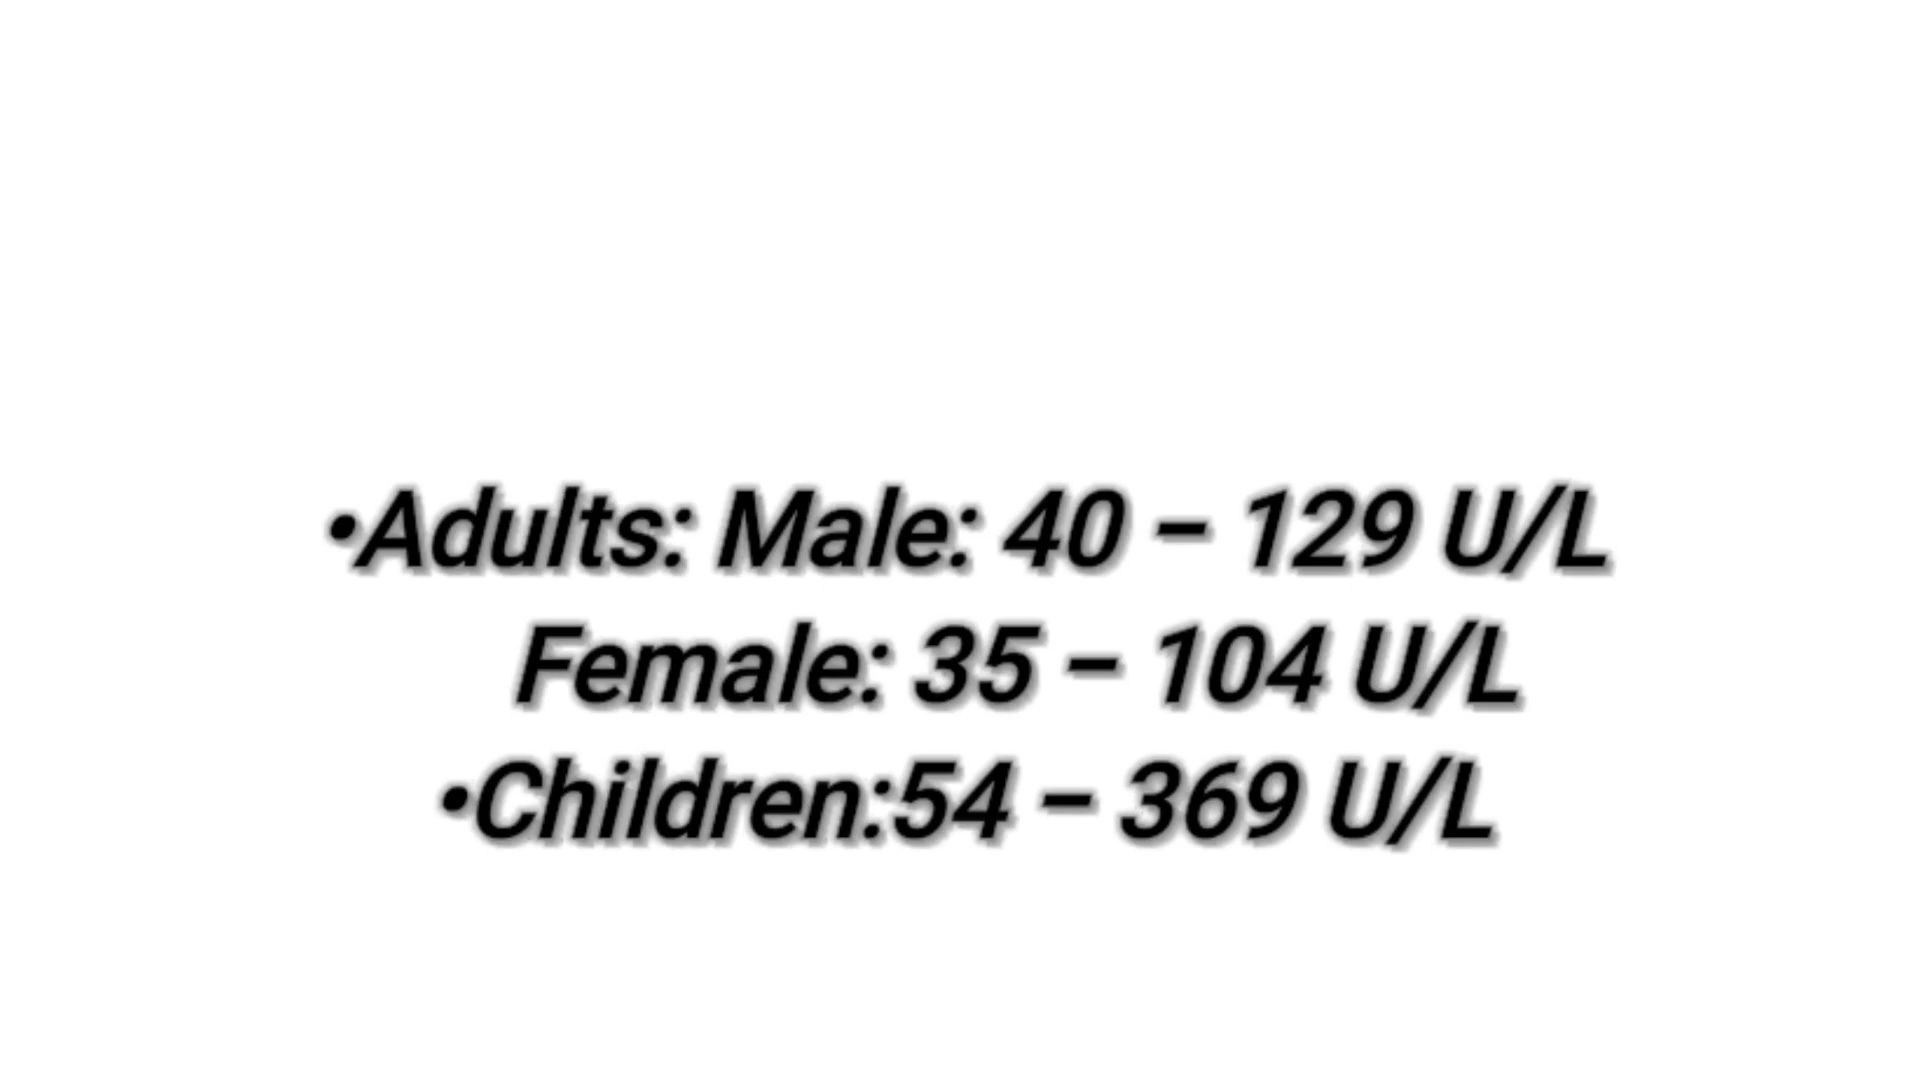 •Adults: Male: 40 – 129 U/L
Female: 35 – 104 U/L
•Children:54 – 369 U/L